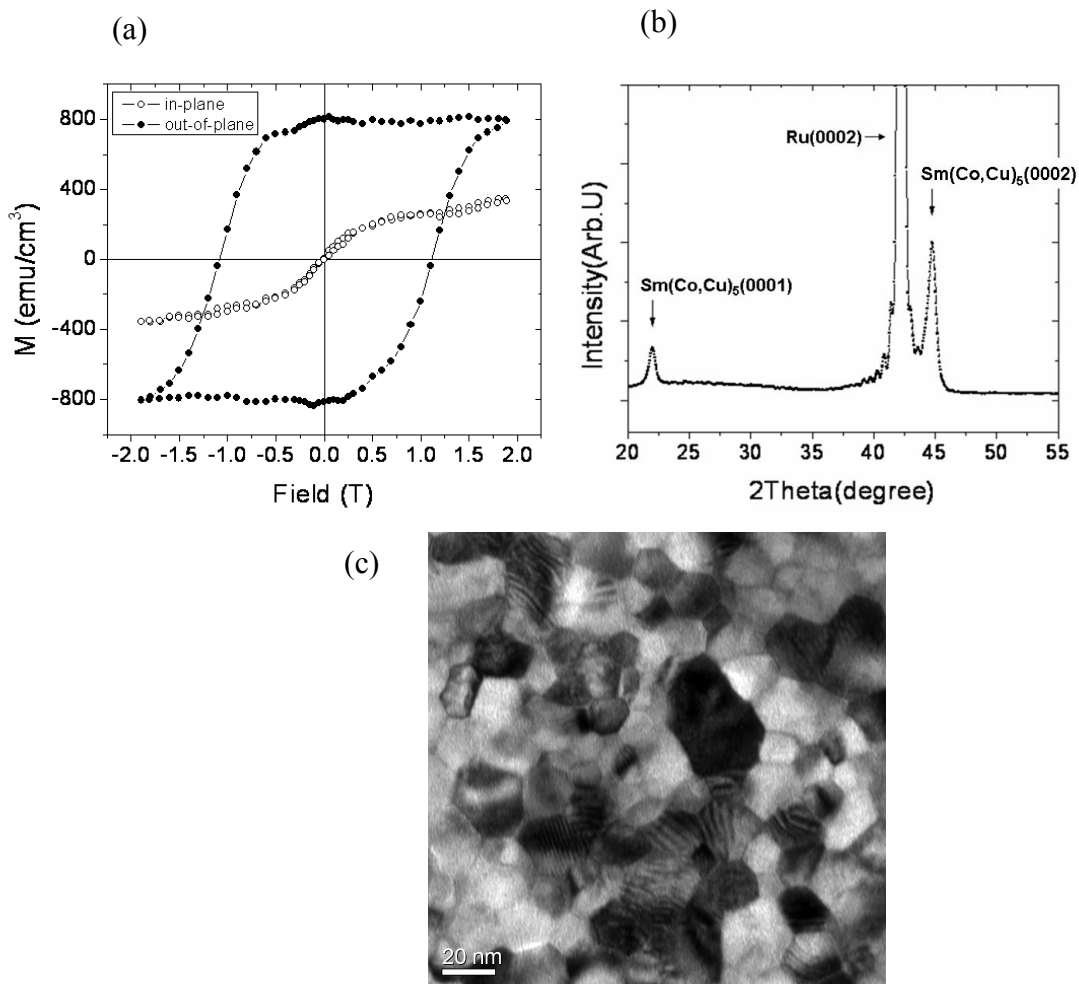 (a)
in-plane
out-of-plane
800
400
0
-400
-800
M (emu/cm³)
-2.0 -1.5 -1.0 -0.5 0.0 0.5 1.0 1.5 2.0
Field (T)
(b)
Ru(0002)
Sm(Co,Cu)₅(0002)
Sm(Co,Cu)₅(0001)
Intensity(Arb.U)
20 25 30 35 40 45 50 55
2Theta(degree)
(c)
20 nm